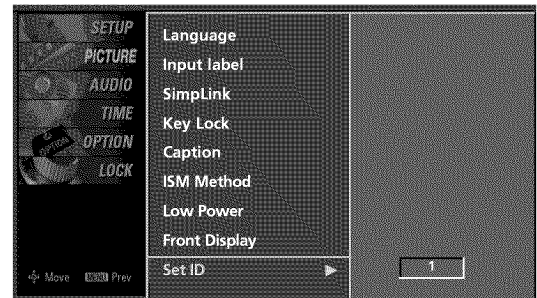 SETUP
PICTURE
AUDIO
TIME
OPTION
LOCK
Move MENU Prev
Language
Input label
SimpLink
Key Lock
Caption
ISM Method
Low Power
Front Display
Set ID
1